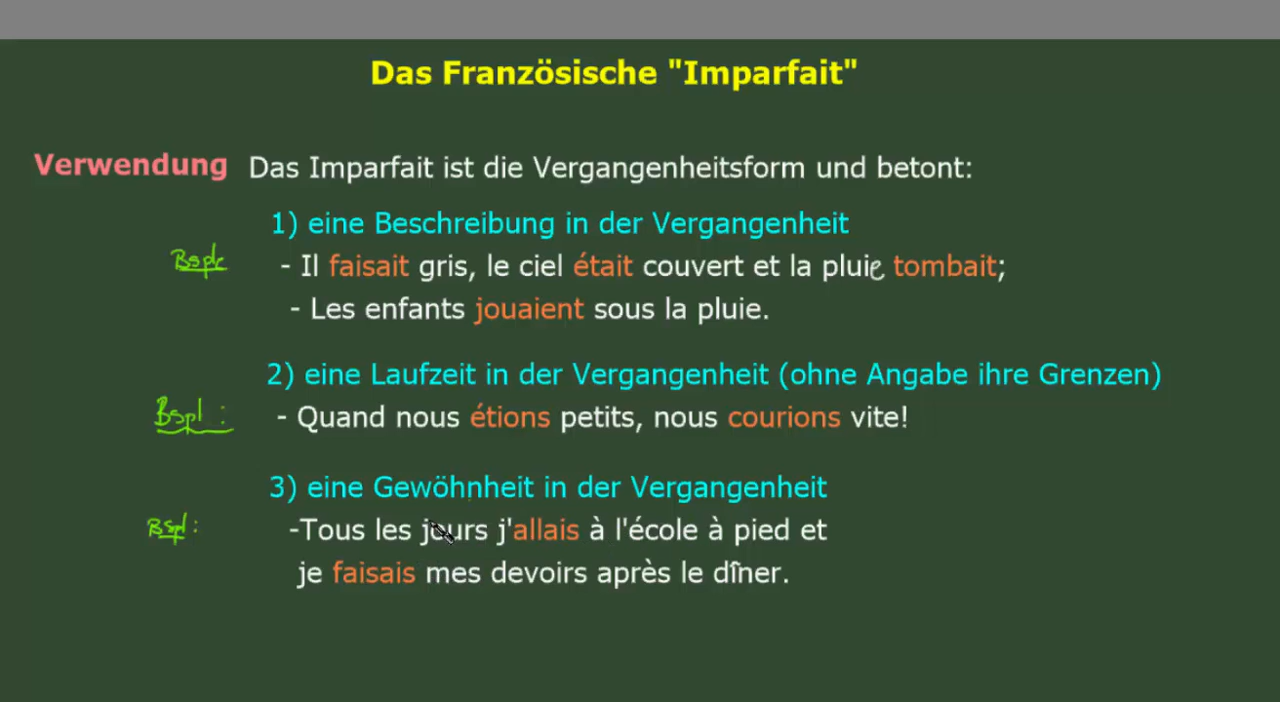 Das Französische "Imparfait"
Verwendung Das Imparfait ist die Vergangenheitsform und betont:
1) eine Beschreibung in der Vergangenheit
Bspl: - Il faisait gris, le ciel était couvert et la pluie tombait;
- Les enfants jouaient sous la pluie.
2) eine Laufzeit in der Vergangenheit (ohne Angabe ihre Grenzen)
Bspl : - Quand nous étions petits, nous courions vite!
3) eine Gewöhnheit in der Vergangenheit
Bspl: -Tous les jours j'allais à l'école à pied et
je faisais mes devoirs après le dîner.